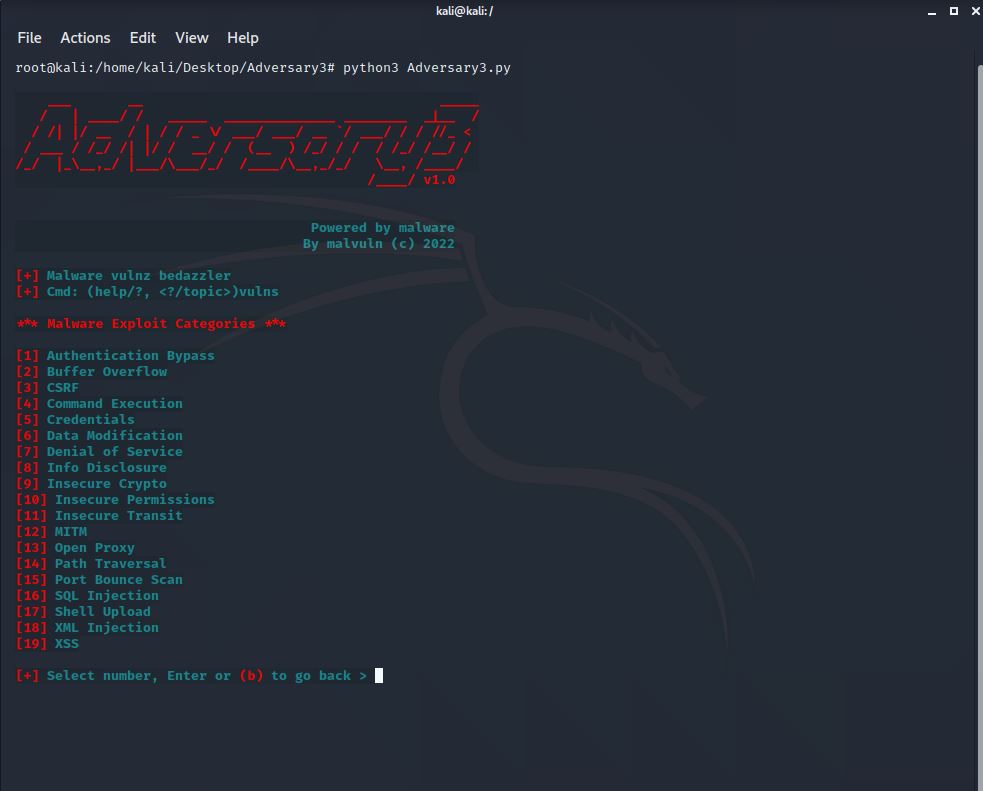 kali@kali: /
File Actions Edit View Help
root@kali:/home/kali/Desktop/Adversary3# python3 Adversary3.py
Adversary3
v1.0
Powered by malware
By malvuln (c) 2022
[+] Malware vulnz bedazzler
[+] Cmd: (help/?, <?/topic>)vulns
*** Malware Exploit Categories ***
[1] Authentication Bypass
[2] Buffer Overflow
[3] CSRF
[4] Command Execution
[5] Credentials
[6] Data Modification
[7] Denial of Service
[8] Info Disclosure
[9] Insecure Crypto
[10] Insecure Permissions
[11] Insecure Transit
[12] MITM
[13] Open Proxy
[14] Path Traversal
[15] Port Bounce Scan
[16] SQL Injection
[17] Shell Upload
[18] XML Injection
[19] XSS
[+] Select number, Enter or (b) to go back >